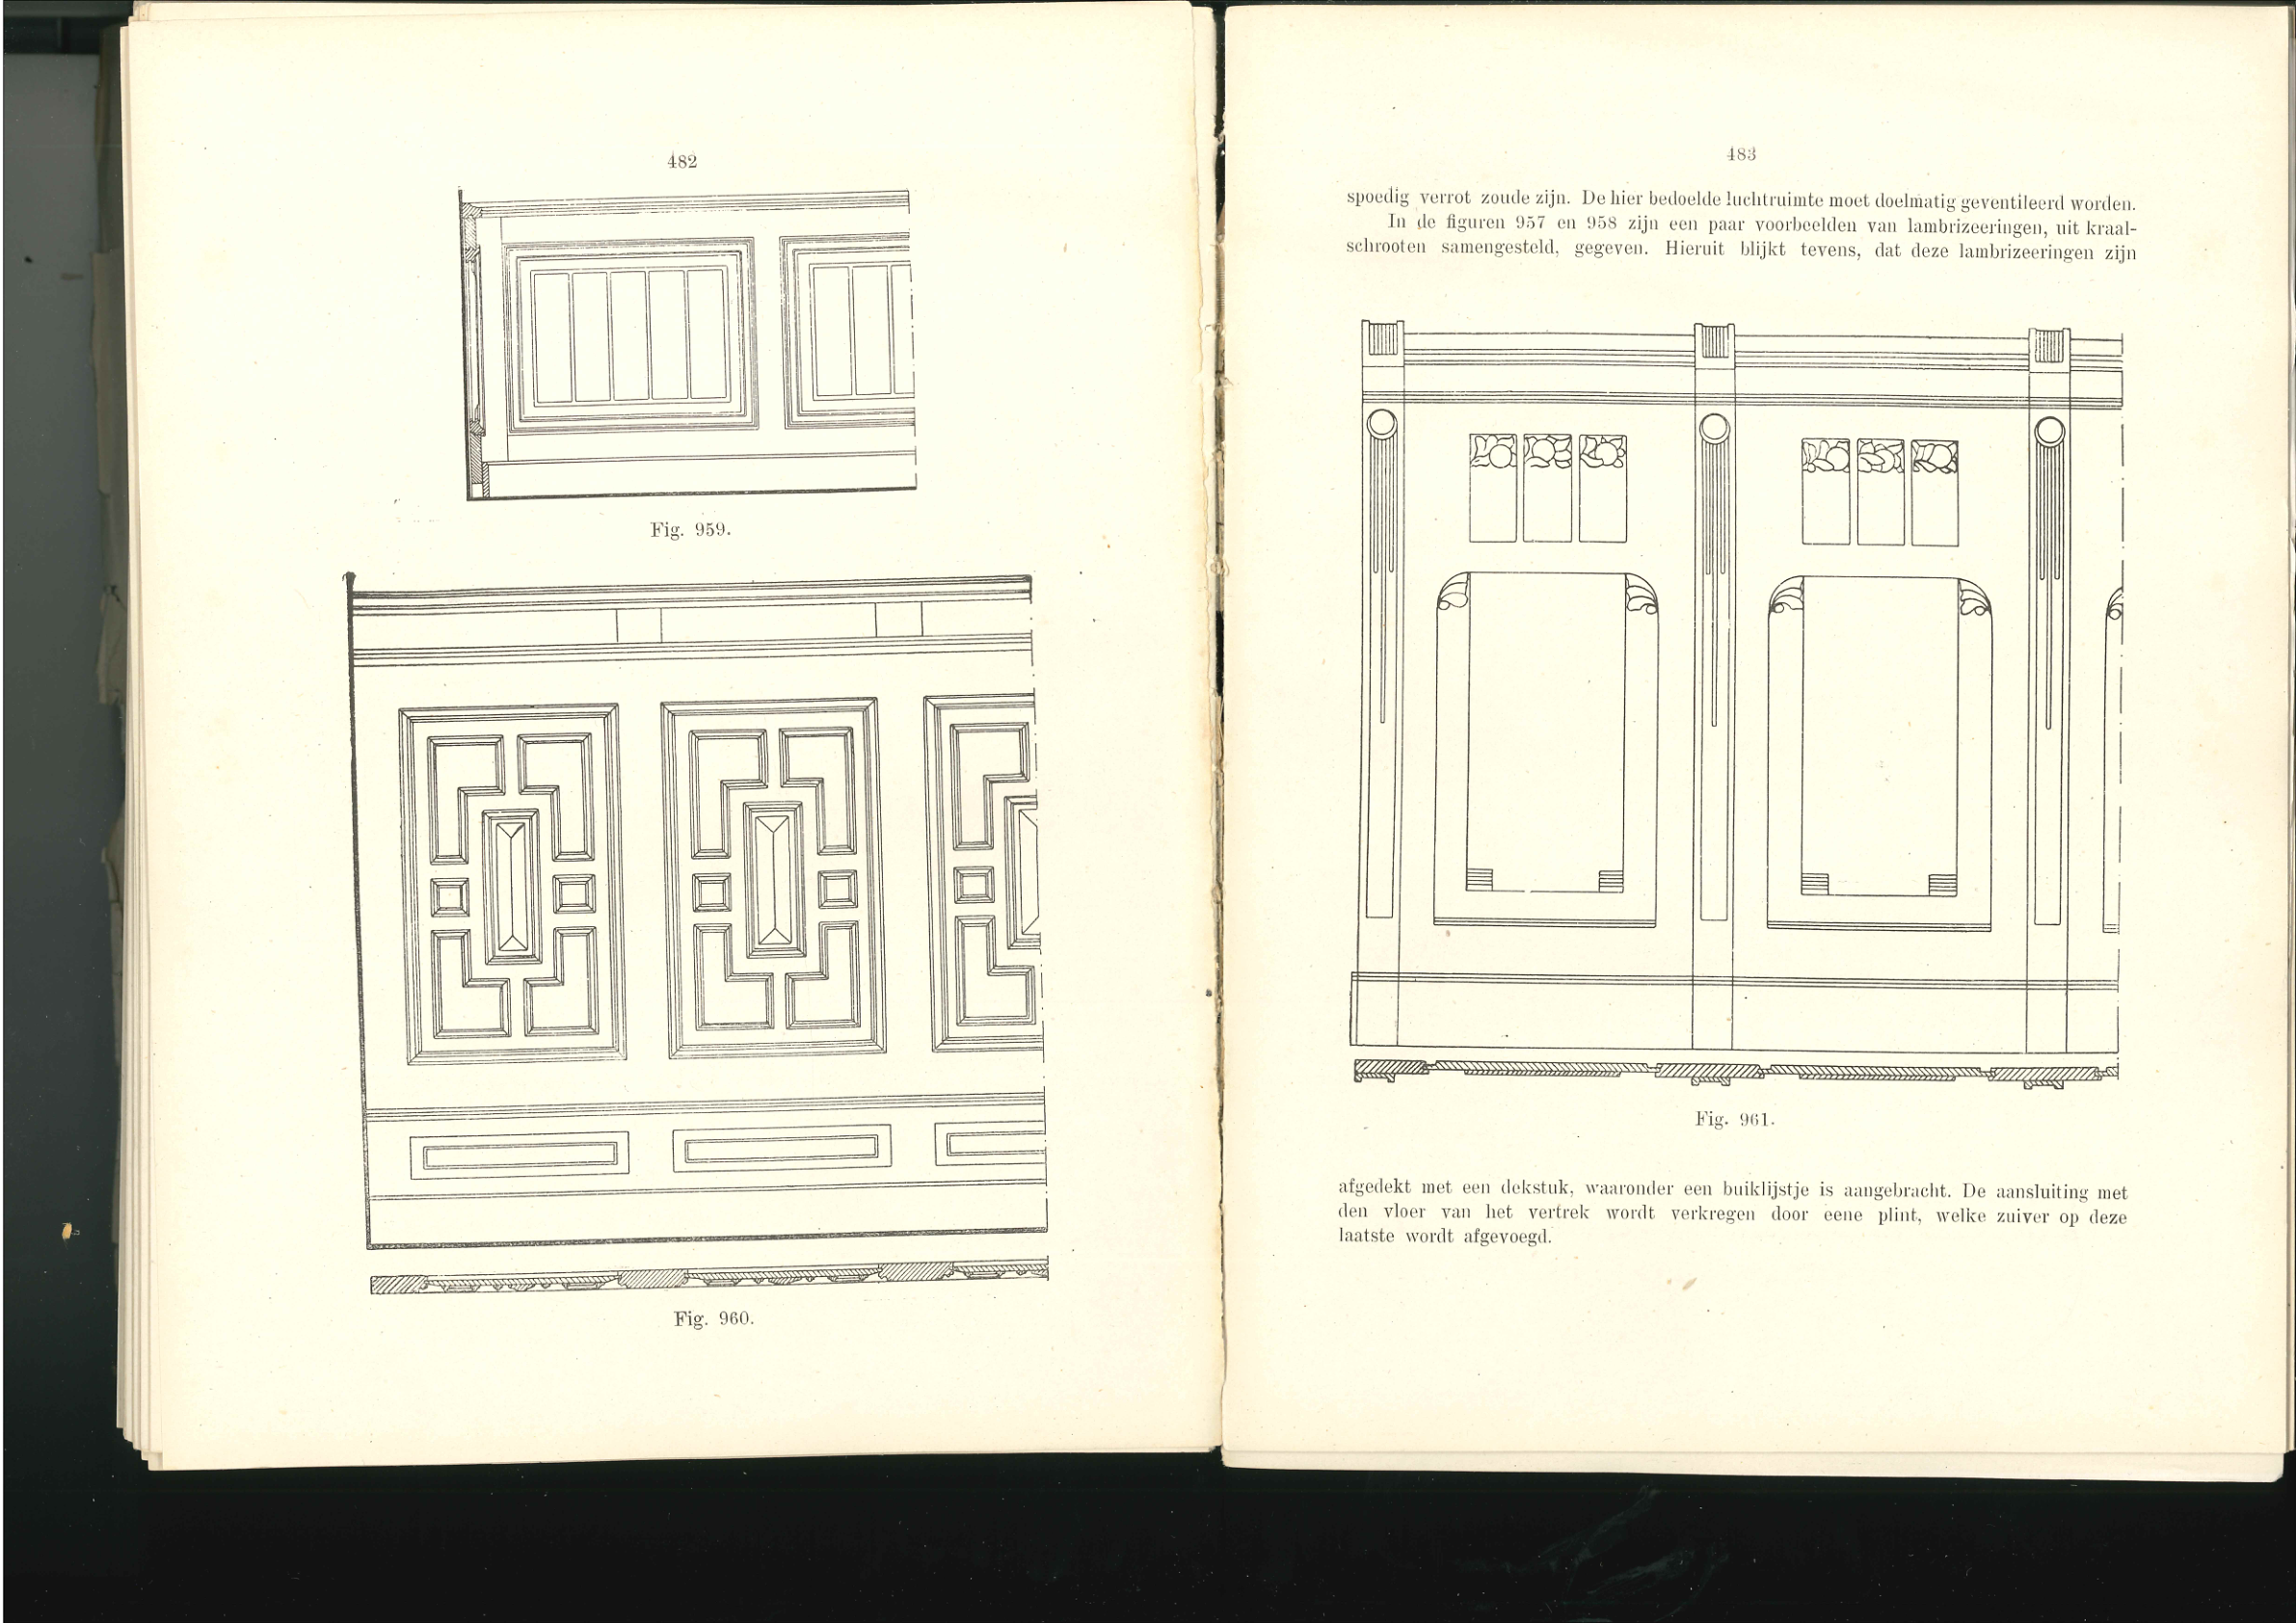 482
Fig. 959.
Fig. 960.
483
spoedig verrot zoude zijn. De hier bedoelde luchtruimte moet doelmatig geventileerd worden.
In de figuren 957 en 958 zijn een paar voorbeelden van lambrizeeringen, uit kraal-
schrooten samengesteld, gegeven. Hieruit blijkt tevens, dat deze lambrizeeringen zijn
Fig. 961.
afgedekt met een dekstuk, waaronder een buiklijstje is aangebracht. De aansluiting met
den vloer van het vertrek wordt verkregen door eene plint, welke zuiver op deze
laatste wordt afgevoegd.